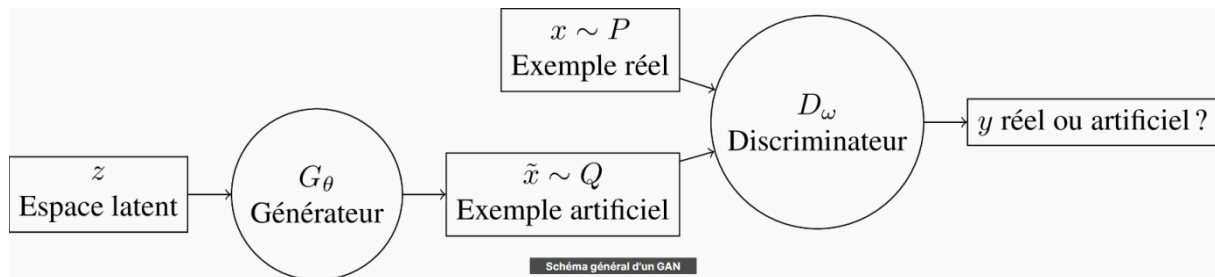 x ∼ P
Exemple réel
D_ω
Discriminateur
y réel ou artificiel ?
z
Espace latent
G_θ
Générateur
x̃ ∼ Q
Exemple artificiel
Schéma général d'un GAN